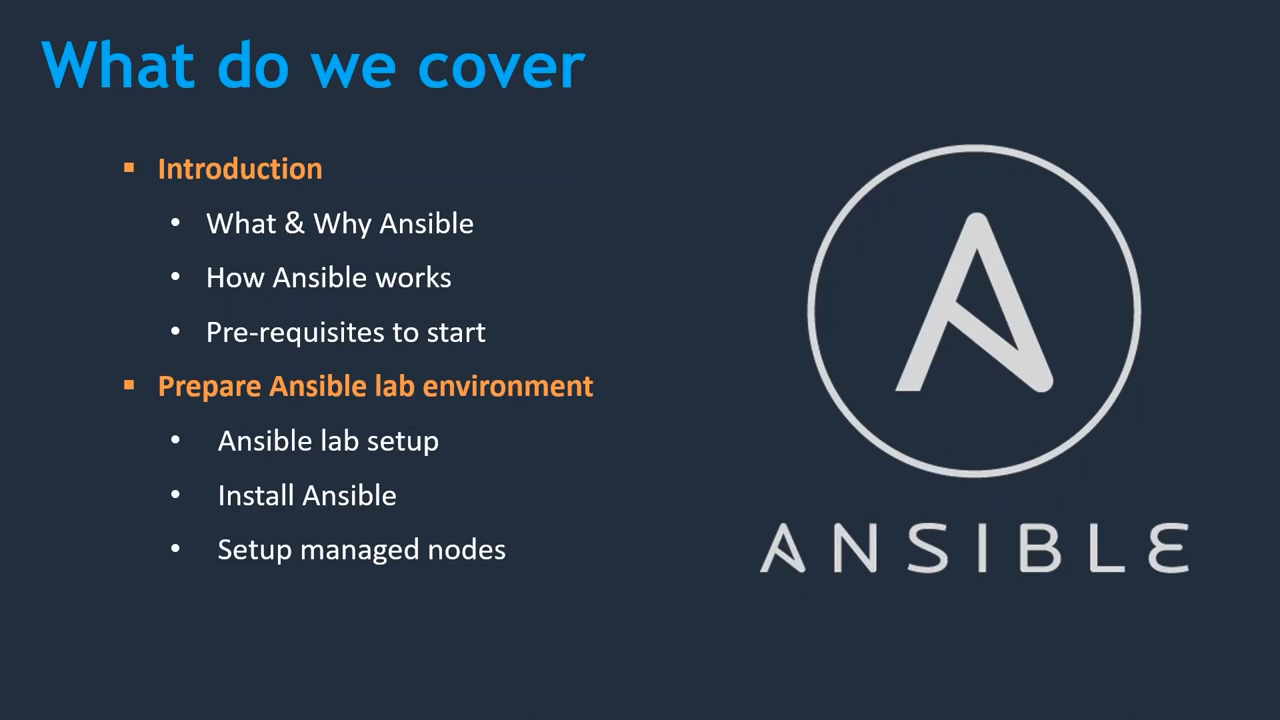 What do we cover
▪ Introduction
• What & Why Ansible
• How Ansible works
• Pre-requisites to start
▪ Prepare Ansible lab environment
• Ansible lab setup
• Install Ansible
• Setup managed nodes
ANSIBLE